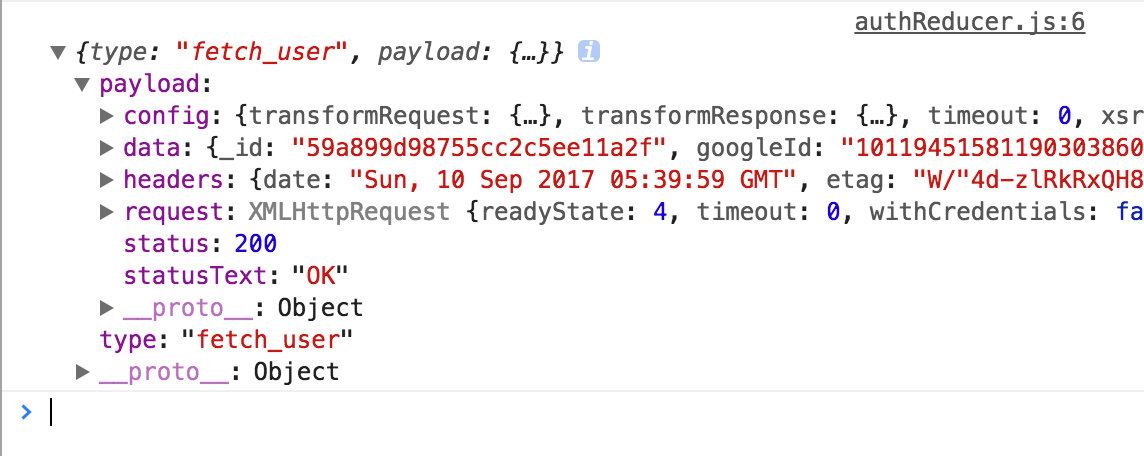 authReducer.js:6
▼ {type: "fetch_user", payload: {…}} i
▼ payload:
▶ config: {transformRequest: {…}, transformResponse: {…}, timeout: 0, xsr
▶ data: {_id: "59a899d98755cc2c5ee11a2f", googleId: "10119451581190303860
▶ headers: {date: "Sun, 10 Sep 2017 05:39:59 GMT", etag: "W/"4d-zlRkRxQH8
▶ request: XMLHttpRequest {readyState: 4, timeout: 0, withCredentials: fa
status: 200
statusText: "OK"
▶ __proto__: Object
type: "fetch_user"
▶ __proto__: Object
>